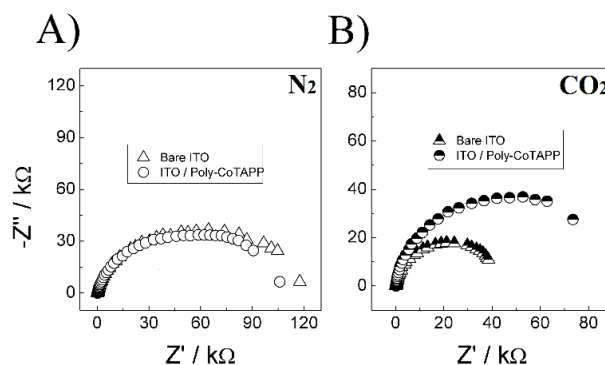 A)
N2
130
90
60
30
0
-Z" / kΩ
Bare ITO
ITO / Poly-CoTAPP
0 30 60 90 120
Z' / kΩ
B)
CO2
80
60
40
20
0
Bare ITO
ITO / Poly-CoTAPP
0 20 40 60 80
Z' / kΩ